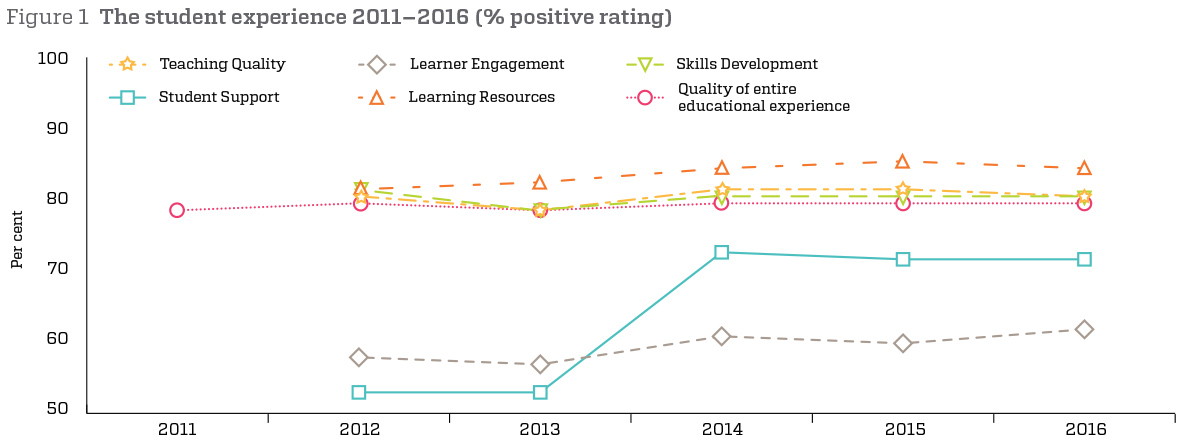 Figure 1 The student experience 2011–2016 (% positive rating)
100
90
80
70
60
50
Per cent
Teaching Quality
Learner Engagement
Skills Development
Student Support
Learning Resources
Quality of entire
educational experience
2011
2012
2013
2014
2015
2016